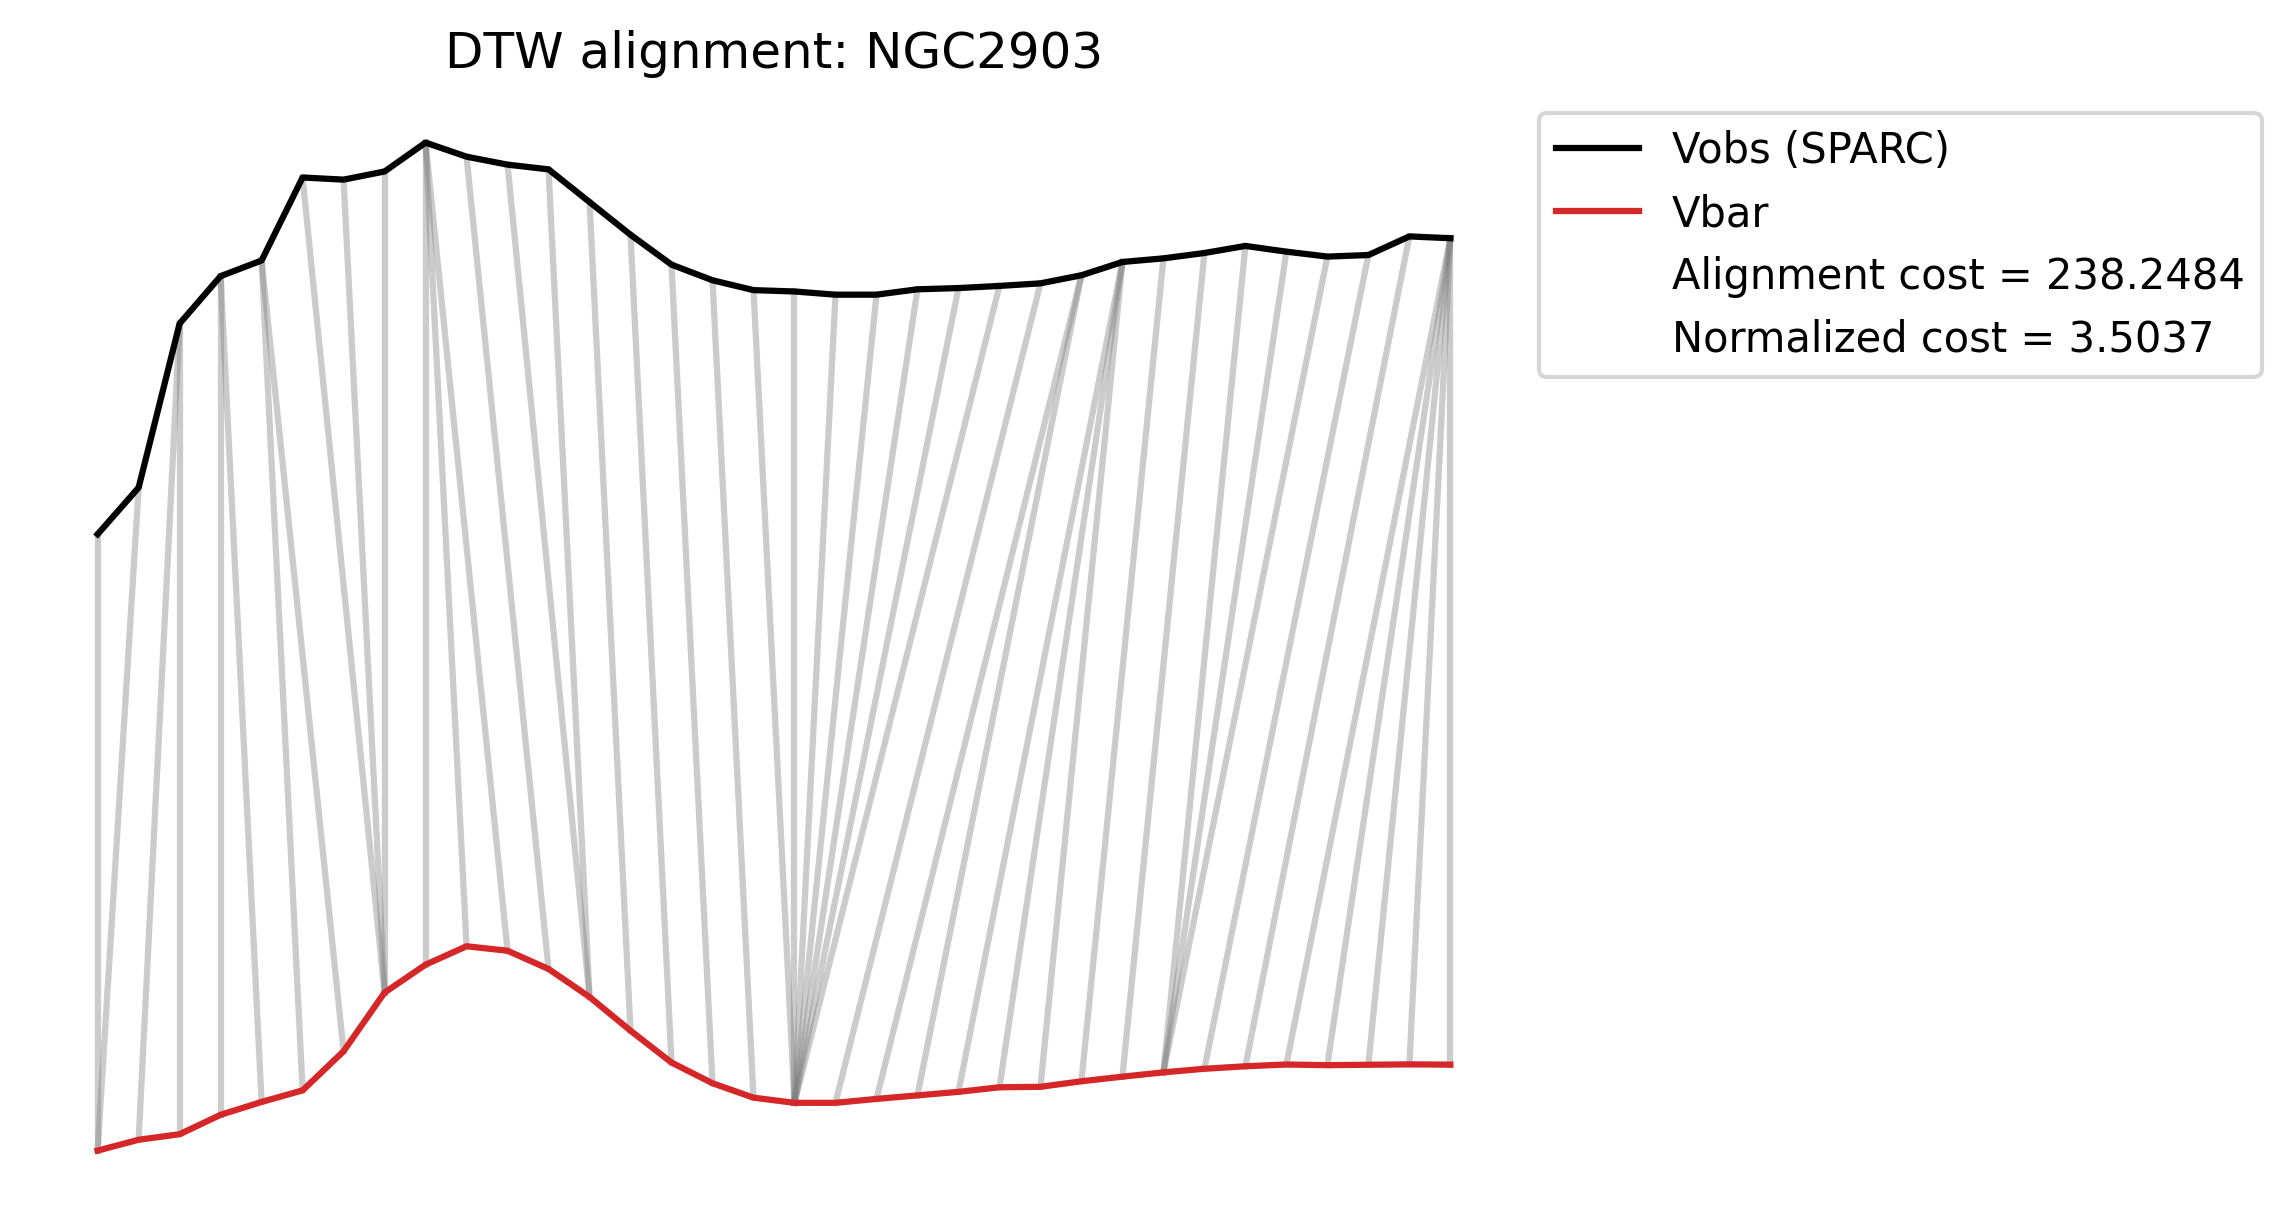 DTW alignment: NGC2903
Vobs (SPARC)
Vbar
Alignment cost = 238.2484
Normalized cost = 3.5037